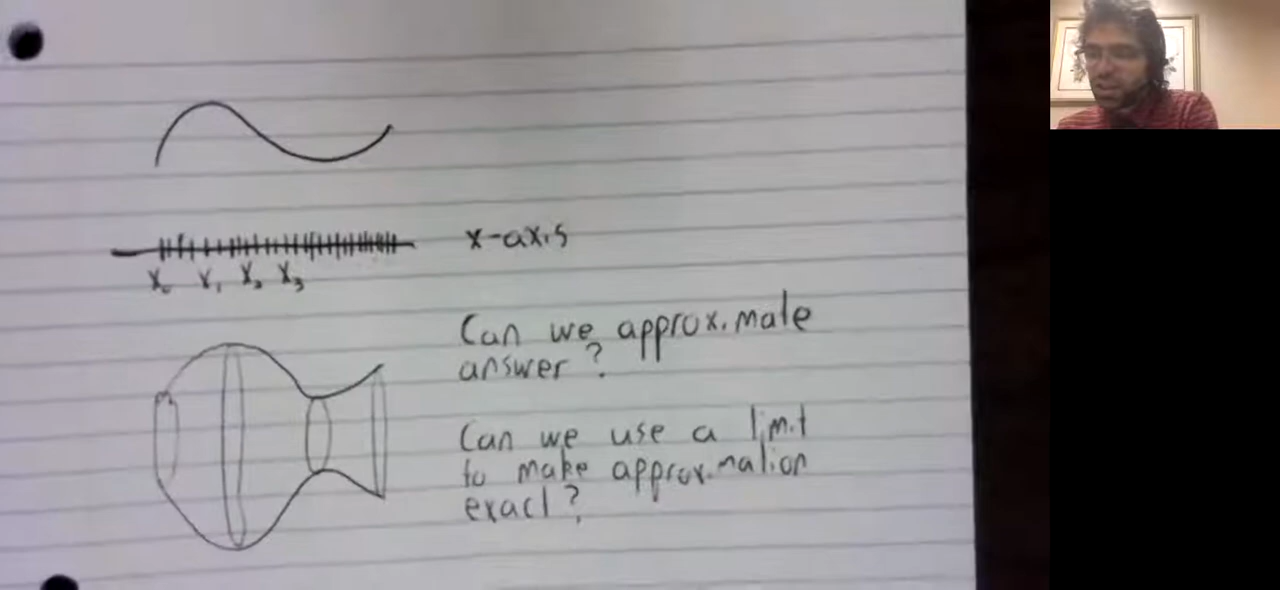 x-axis
x₀ x₁ x₂ x₃
Can we approximate
answer?
Can we use a limit
to make approximation
exact?